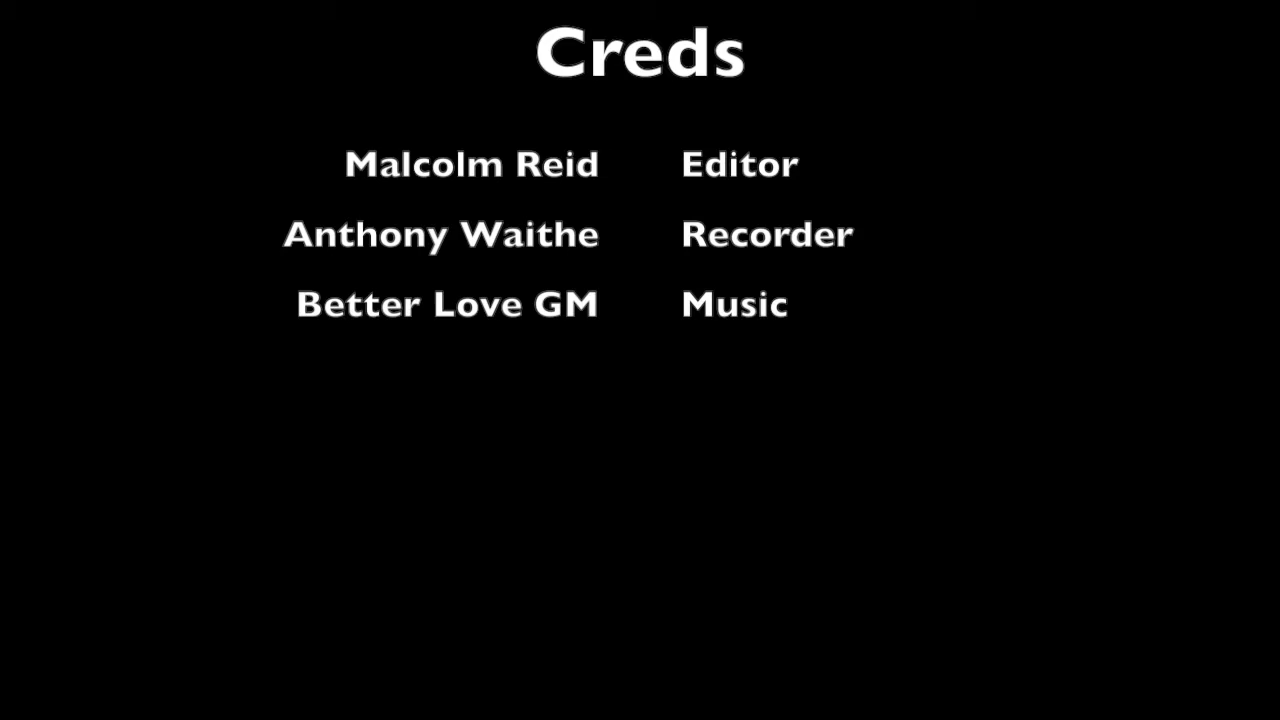 Creds
Malcolm Reid Editor
Anthony Waithe Recorder
Better Love GM Music